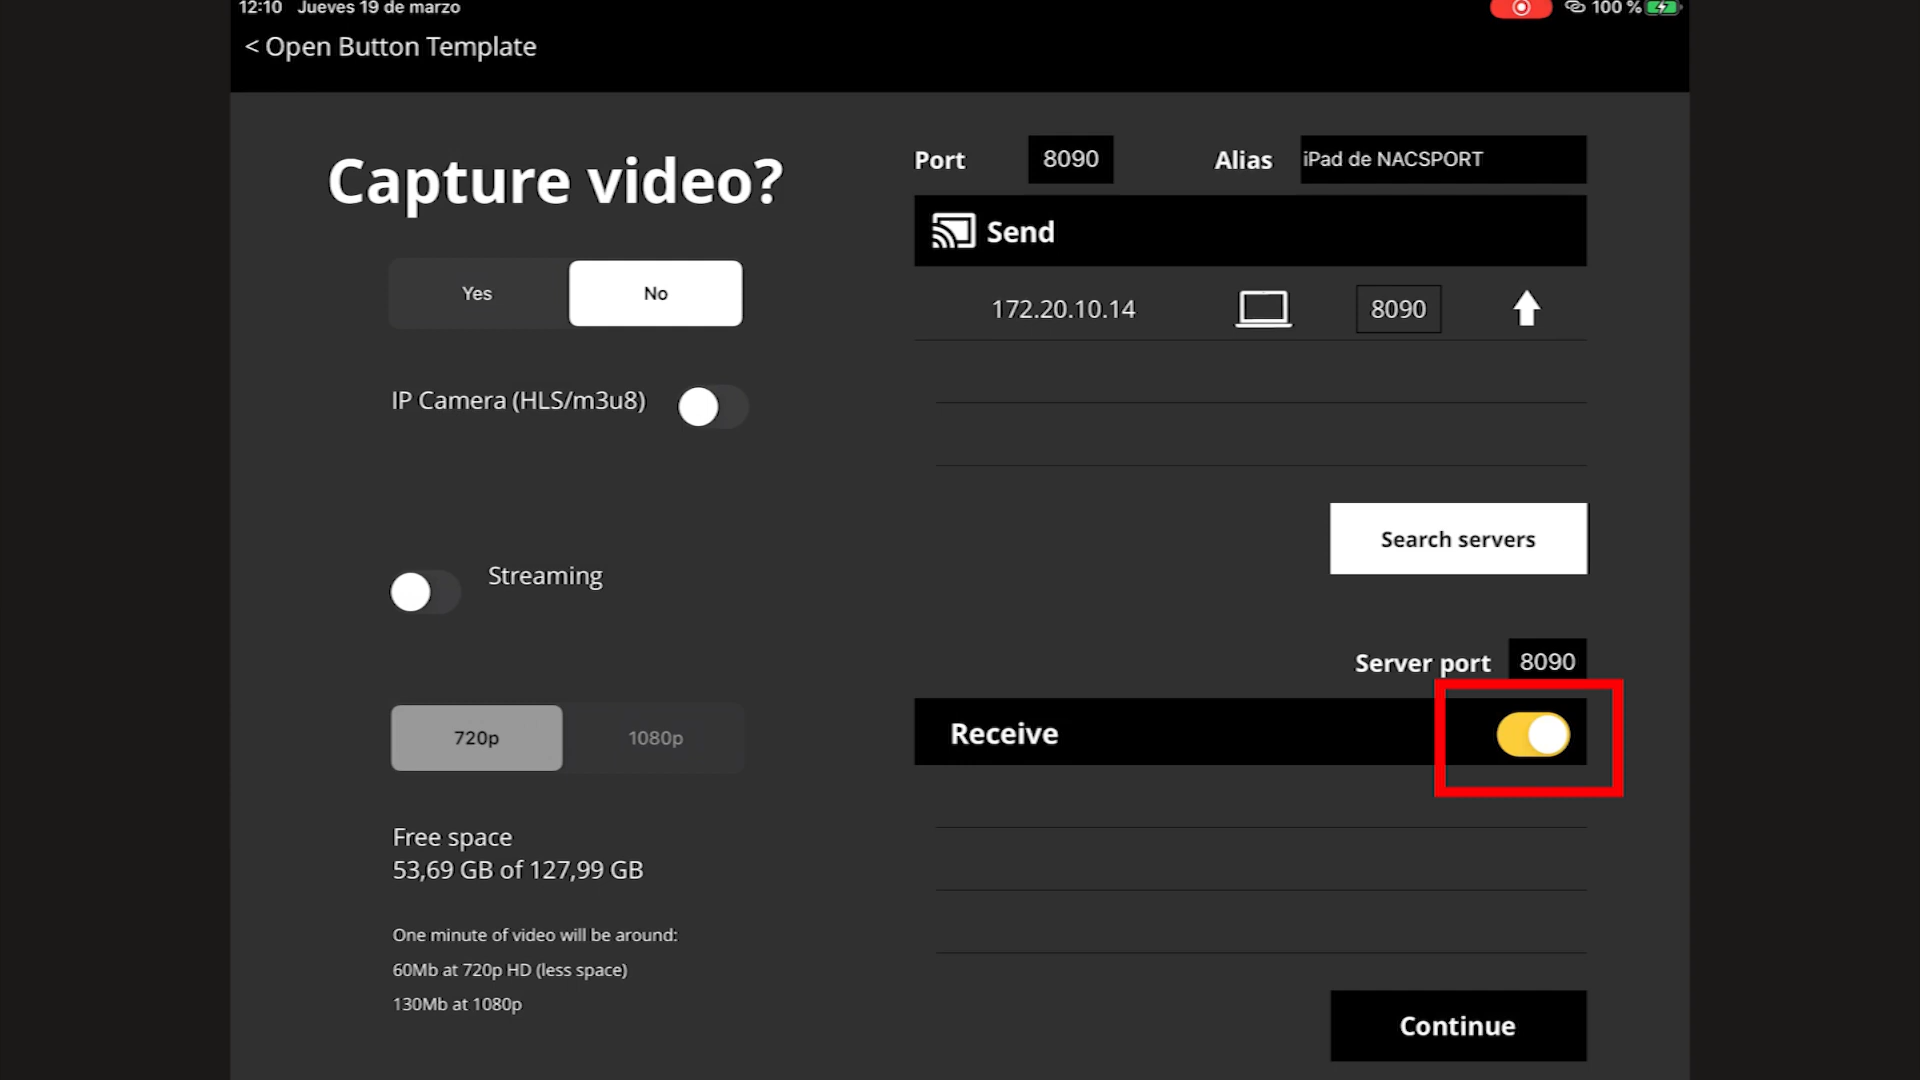 12:10 Jueves 19 de marzo
100 %
< Open Button Template
Capture video?
Yes
No
IP Camera (HLS/m3u8)
Streaming
720p
1080p
Free space
53,69 GB of 127,99 GB
One minute of video will be around:
60Mb at 720p HD (less space)
130Mb at 1080p
Port 8090 Alias iPad de NACSPORT
Send
172.20.10.14 8090
Search servers
Server port 8090
Receive
Continue